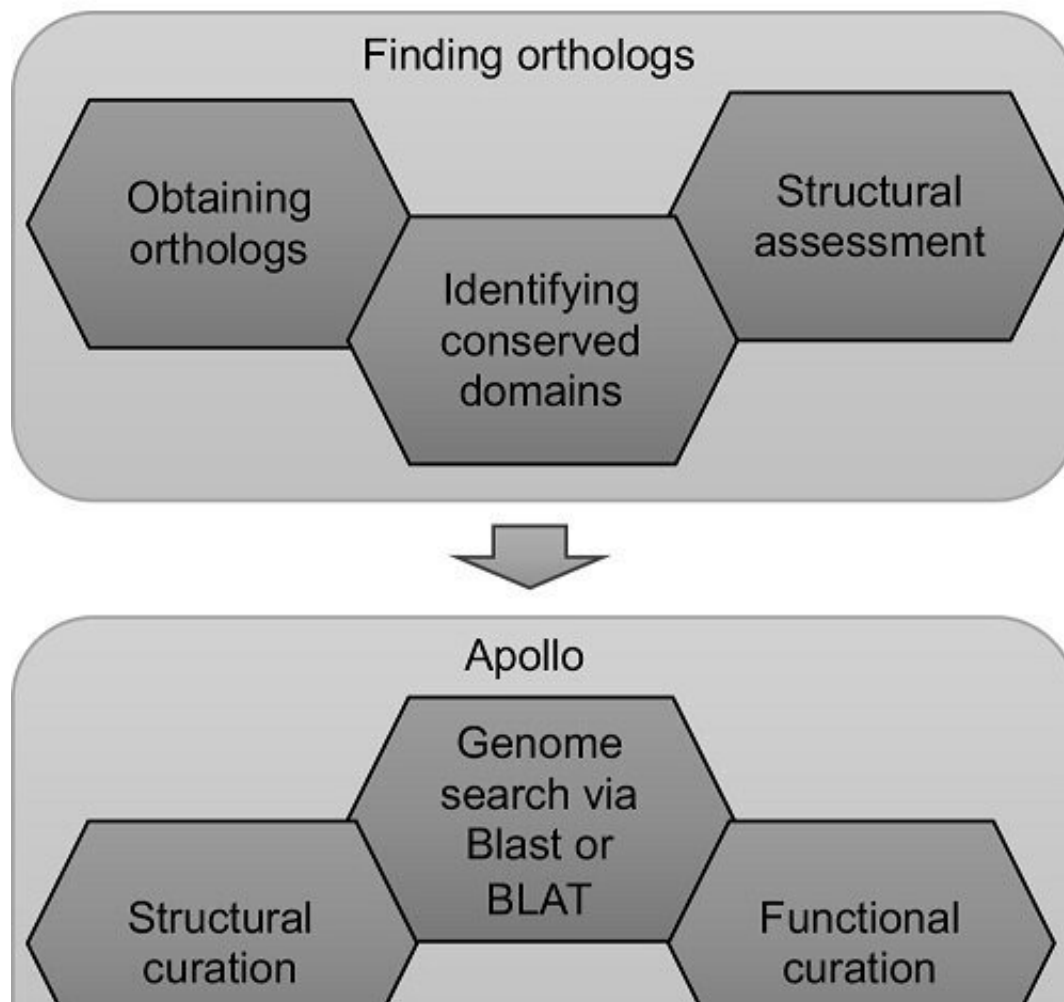 Finding orthologs
Obtaining
orthologs
Identifying
conserved
domains
Structural
assessment
Apollo
Genome
search via
Blast or
BLAT
Structural
curation
Functional
curation